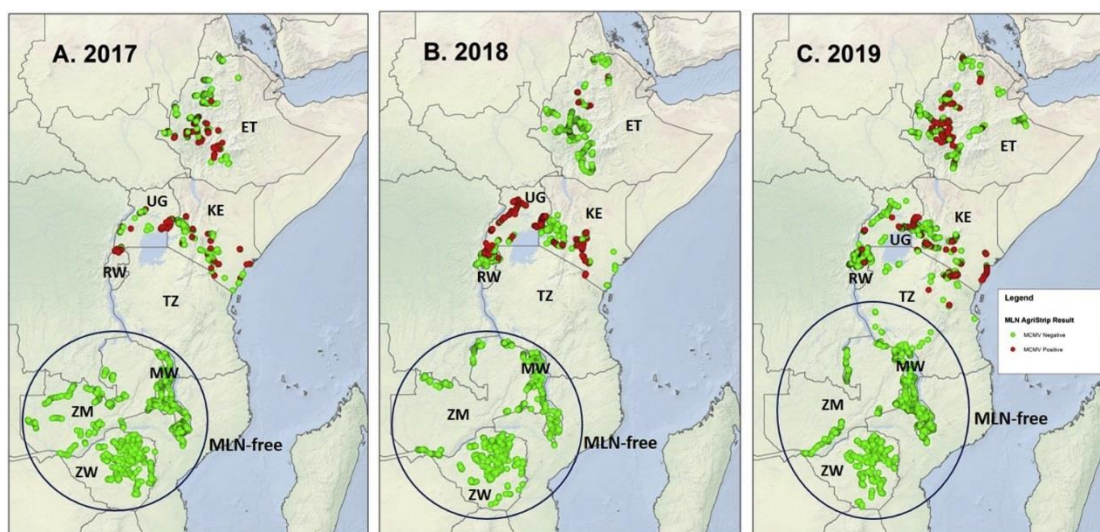 A. 2017
ET
UG
KE
RW
TZ
MW
ZM
MLN-free
ZW
B. 2018
ET
UG
KE
RW
TZ
MW
ZM
MLN-free
ZW
C. 2019
ET
KE
UG
RW
TZ
Legend
MLN AgriStrip Result
MCMV Negative
MCMV Positive
MW
ZM
MLN-free
ZW